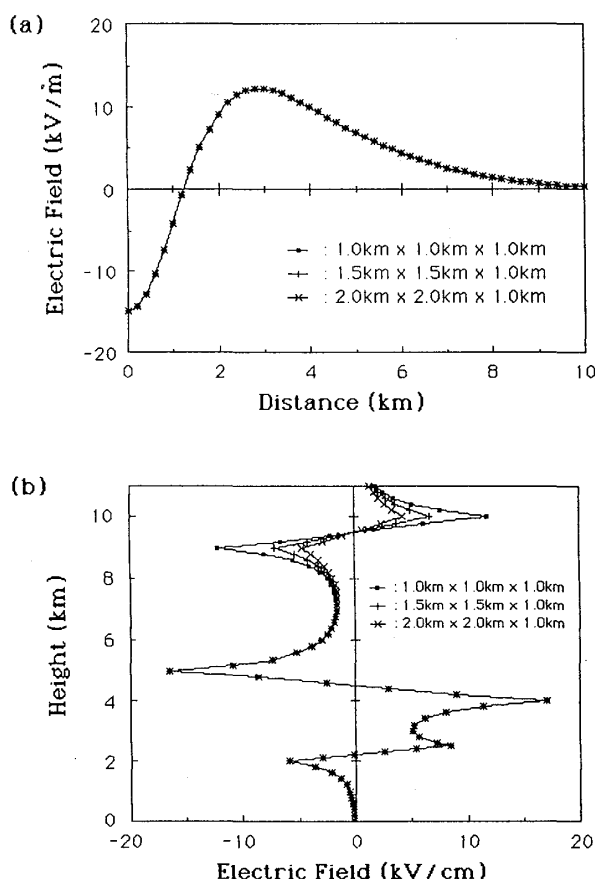 (a)
20
10
0
-10
-20
Electric Field (kV/m)
: 1.0km x 1.0km x 1.0km
: 1.5km x 1.5km x 1.0km
: 2.0km x 2.0km x 1.0km
0 2 4 6 8 10
Distance (km)
(b)
10
8
6
4
2
0
Height (km)
: 1.0km x 1.0km x 1.0km
: 1.5km x 1.5km x 1.0km
: 2.0km x 2.0km x 1.0km
-20 -10 0 10 20
Electric Field (kV/cm)